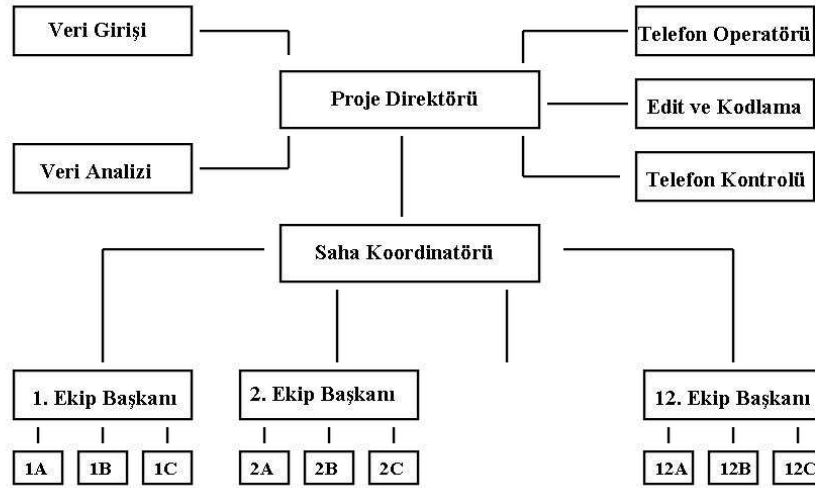 Veri Girişi
Telefon Operatörü
Proje Direktörü
Edit ve Kodlama
Veri Analizi
Telefon Kontrolü
Saha Koordinatörü
1. Ekip Başkanı
2. Ekip Başkanı
12. Ekip Başkanı
1A
1B
1C
2A
2B
2C
12A
12B
12C